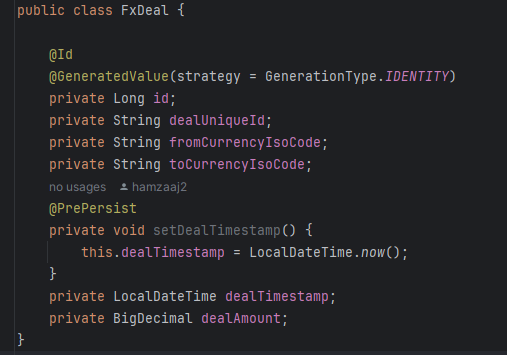 public class FxDeal {
@Id
@GeneratedValue(strategy = GenerationType.IDENTITY)
private Long id;
private String dealUniqueId;
private String fromCurrencyIsoCode;
private String toCurrencyIsoCode;
no usages hamzaaj2
@PrePersist
private void setDealTimestamp() {
this.dealTimestamp = LocalDateTime.now();
}
private LocalDateTime dealTimestamp;
private BigDecimal dealAmount;
}